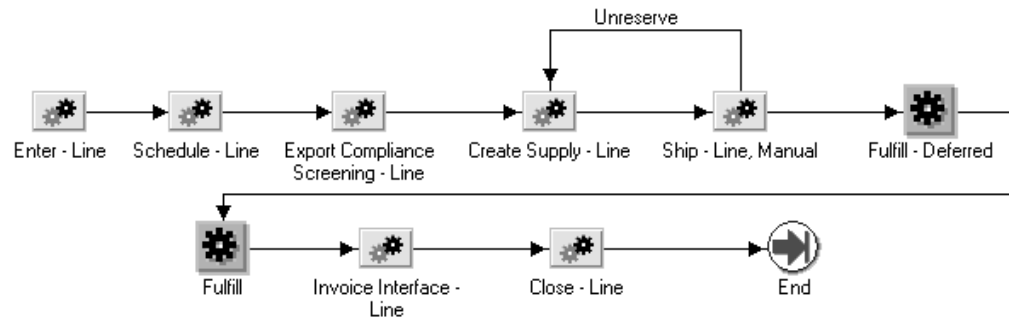 Unreserve
Enter - Line
Schedule - Line
Export Compliance
Screening - Line
Create Supply - Line
Ship - Line, Manual
Fulfill - Deferred
Fulfill
Invoice Interface -
Line
Close - Line
End